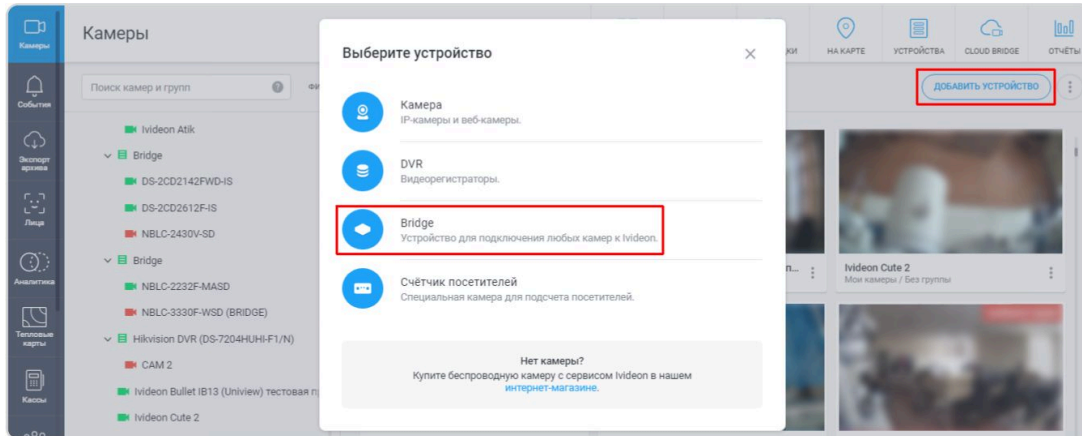 Камеры
События
Экспорт
архива
Лица
Аналитика
Тепловые
карты
Кассы
Камеры
НА КАРТЕ
УСТРОЙСТВА
CLOUD BRIDGE
ОТЧЁТЫ
Поиск камер и групп
?
ДОБАВИТЬ УСТРОЙСТВО
Ivideon Atik
Bridge
DS-2CD2142FWD-IS
DS-2CD2612F-IS
NBLC-2430V-SD
Bridge
NBLC-2232F-MASD
NBLC-3330F-WSD (BRIDGE)
Hikvision DVR (DS-7204HUHI-F1/N)
CAM 2
Ivideon Bullet IB13 (Uniview) тестовая
Ivideon Cute 2
Выберите устройство
Камера
IP-камеры и веб-камеры.
DVR
Видеорегистраторы.
Bridge
Устройство для подключения любых камер к Ivideon.
Счётчик посетителей
Специальная камера для подсчета посетителей.
Нет камеры?
Купите беспроводную камеру с сервисом Ivideon в нашем
интернет-магазине.
Ivideon Cute 2
Мои камеры / Без группы